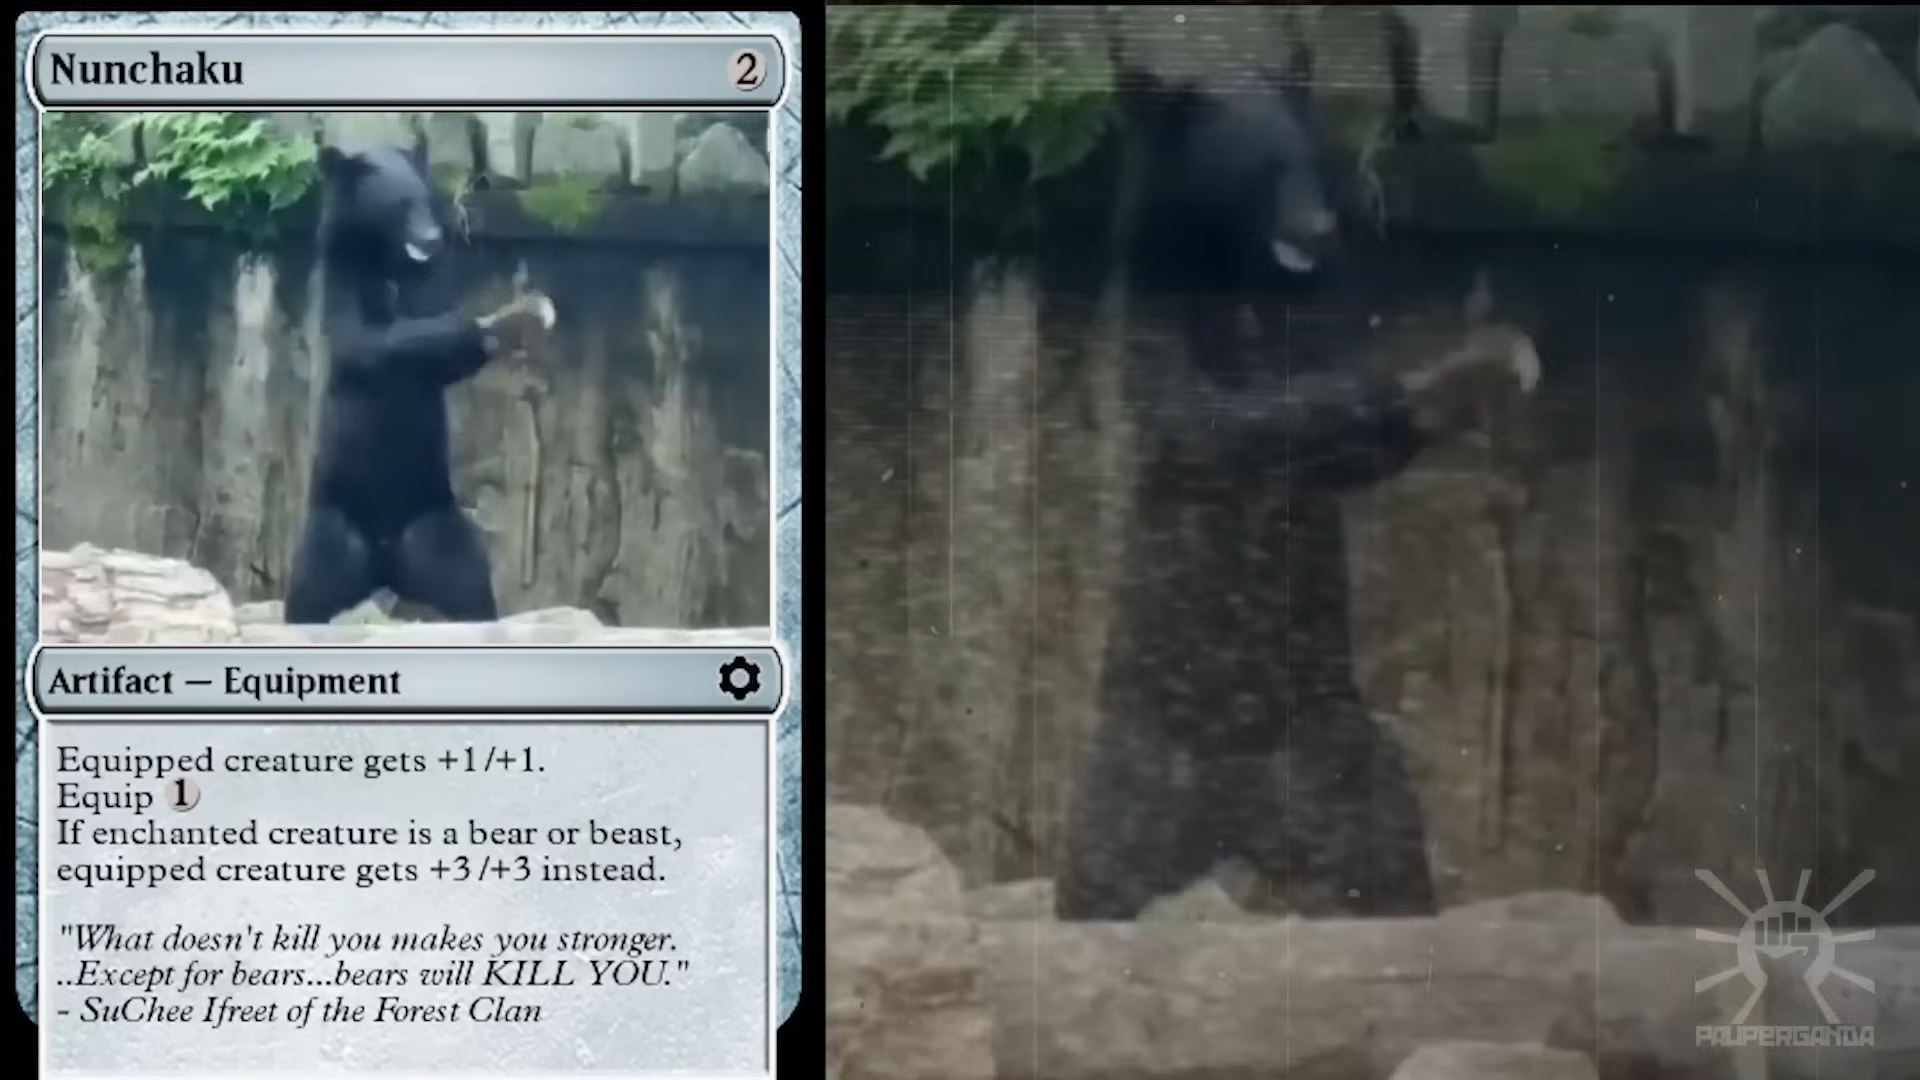 Nunchaku 2
Artifact — Equipment
Equipped creature gets +1/+1.
Equip 1
If enchanted creature is a bear or beast,
equipped creature gets +3/+3 instead.
"What doesn't kill you makes you stronger.
..Except for bears...bears will KILL YOU."
- SuChee Ifreet of the Forest Clan
PAUPERGANDA